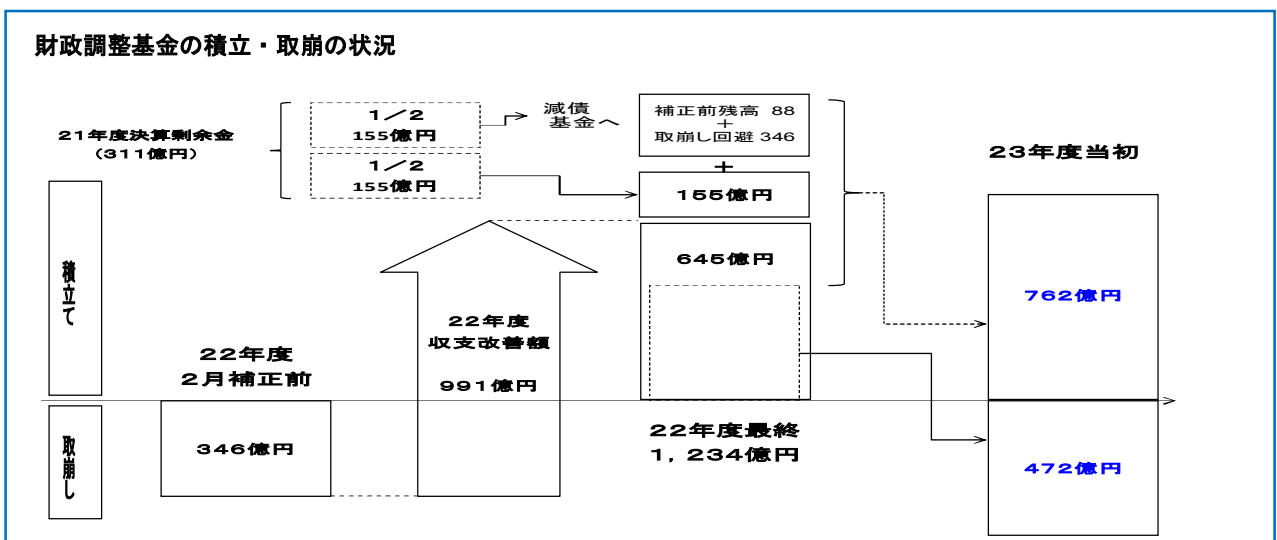 財政調整基金の積立・取崩の状況
21年度決算剰余金
(311億円)
1/2
155億円
1/2
155億円
減債
基金へ
補正前残高 88
+
取崩し回避 346
+
155億円
645億円
23年度当初
762億円
472億円
積立て
取崩し
22年度
2月補正前
346億円
22年度
収支改善額
991億円
22年度最終
1，234億円